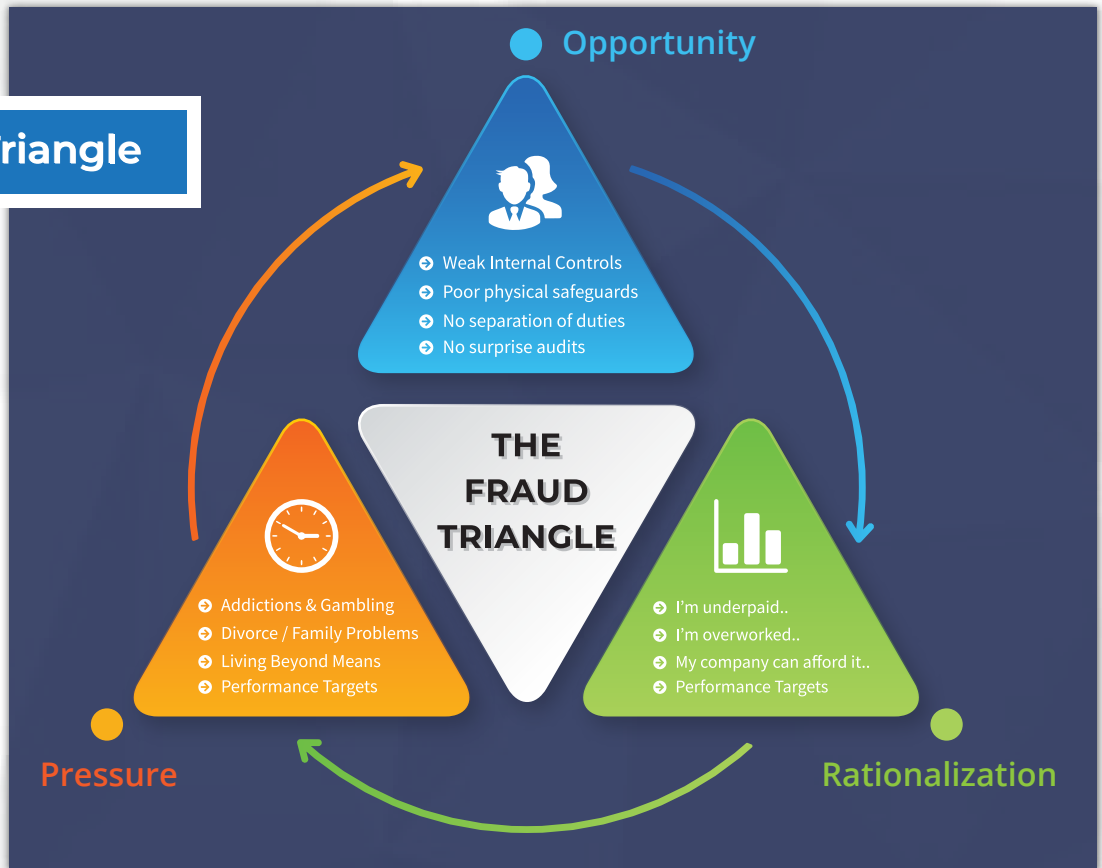 Opportunity
riangle
Weak Internal Controls
Poor physical safeguards
No separation of duties
No surprise audits
THE
FRAUD
TRIANGLE
Addictions & Gambling
Divorce / Family Problems
Living Beyond Means
Performance Targets
I'm underpaid..
I'm overworked..
My company can afford it..
Performance Targets
Pressure
Rationalization